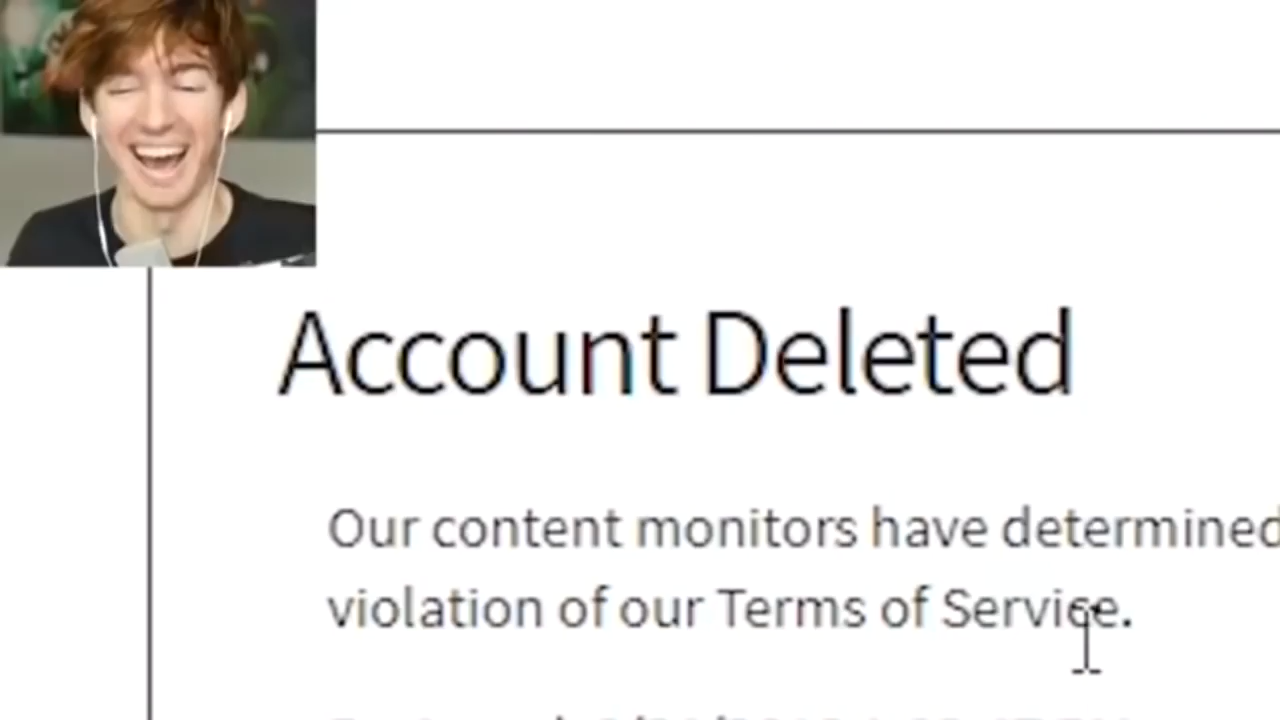 Account Deleted
Our content monitors have determined
violation of our Terms of Service.